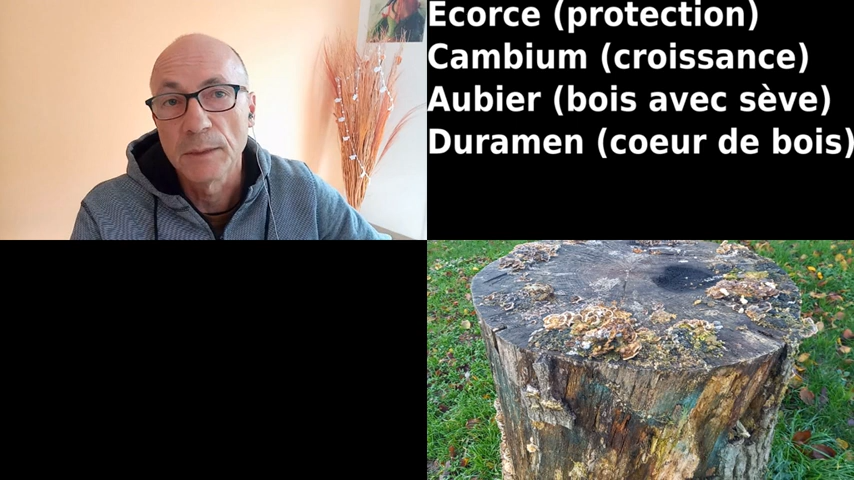 Ecorce (protection)
Cambium (croissance)
Aubier (bois avec sève)
Duramen (coeur de bois)